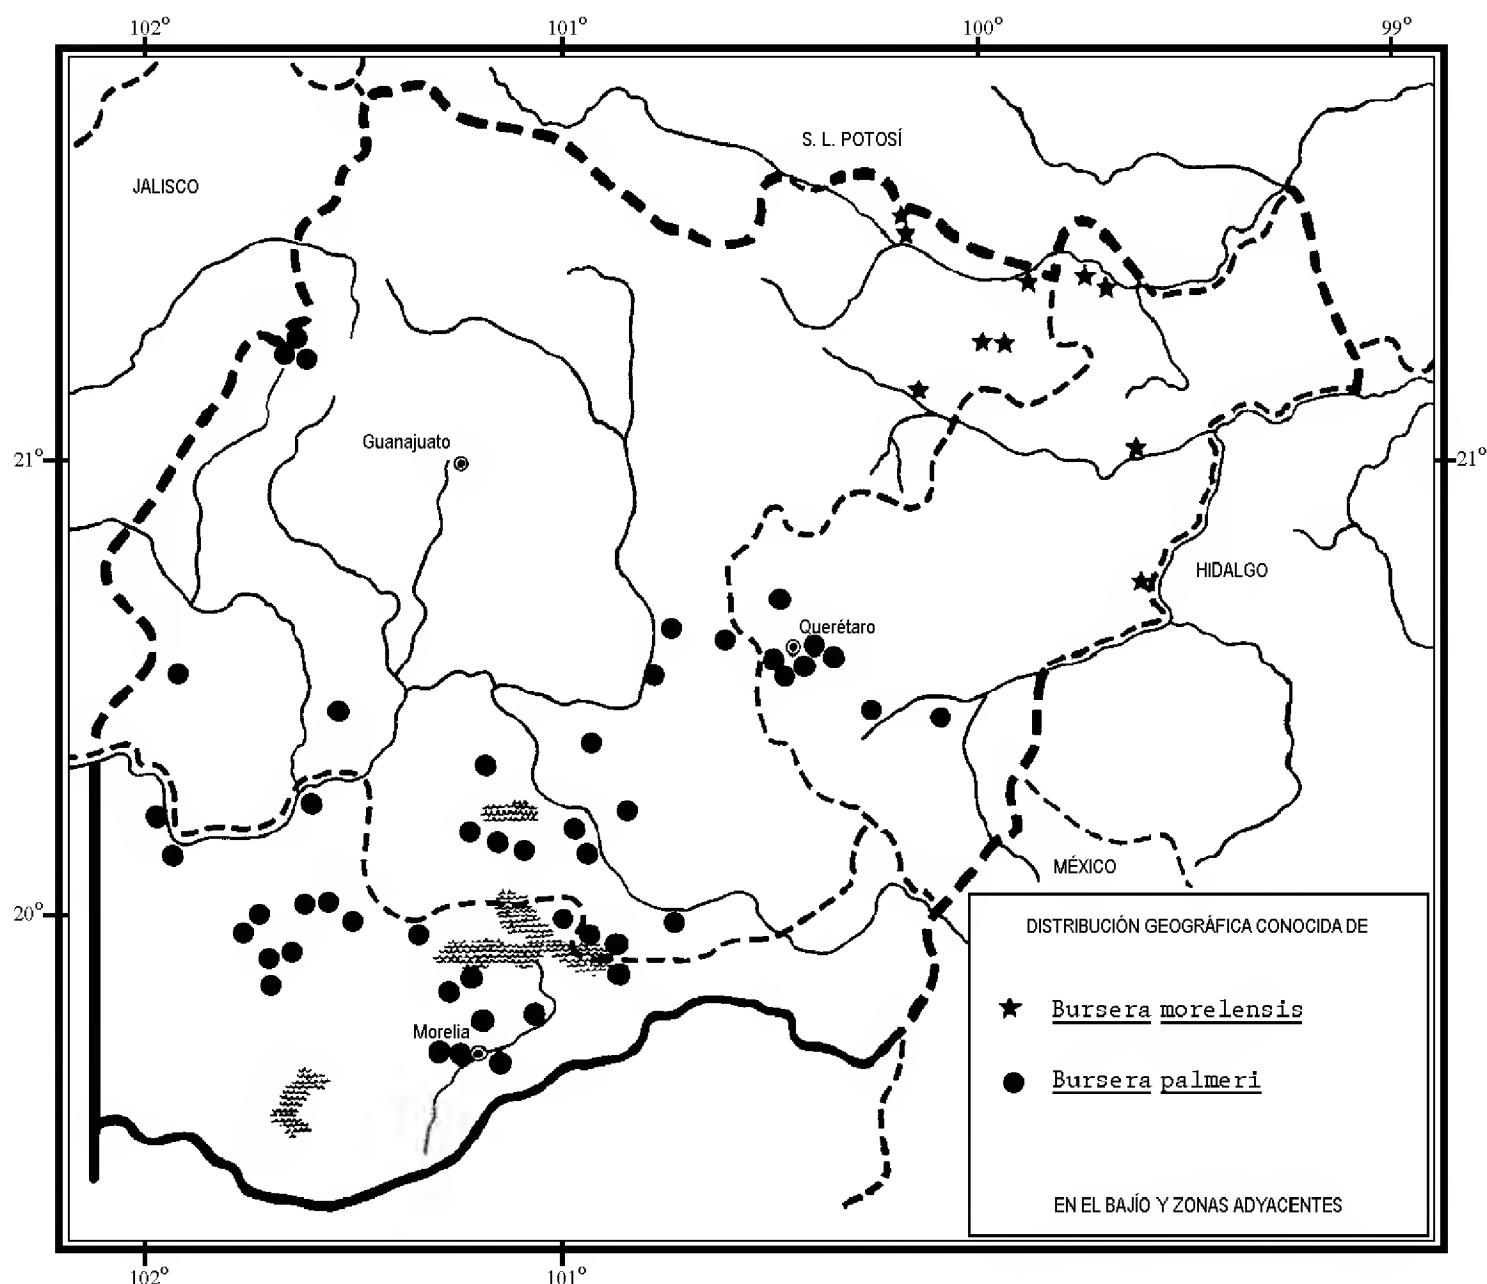 102° 101° 100° 99°
S. L. POTOSÍ
JALISCO
Guanajuato
21° 21°
HIDALGO
Querétaro
MÉXICO
20°
DISTRIBUCIÓN GEOGRÁFICA CONOCIDA DE
Bursera morelensis
Morelia
Bursera palmeri
EN EL BAJÍO Y ZONAS ADYACENTES
102° 101°